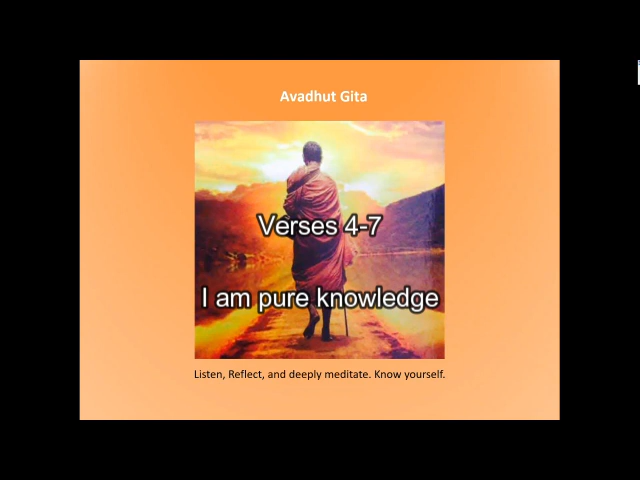 Avadhut Gita
Verses 4-7
I am pure knowledge
Listen, Reflect, and deeply meditate. Know yourself.